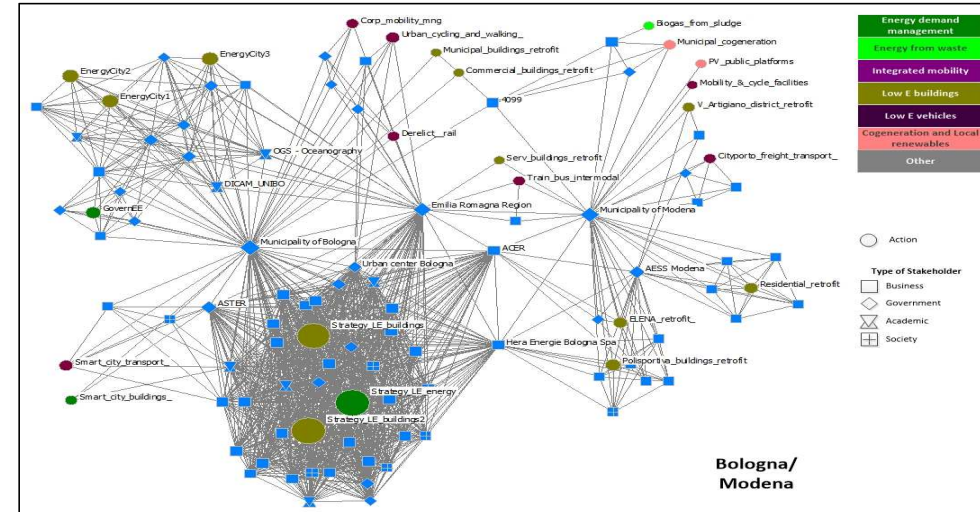 Corp_mobility_mng
Urban_cycling_and_walking_
Municipal_buildings_retrofit
Commercial_buildings_retrofit
Biogas_from_sludge
Municipal_cogeneration
PV_public_platforms
Mobility_&_cycle_facilities
V_Artigiano_district_retrofit
4099
EnergyCity3
EnergyCity2
EnergyCity1
Derelict__rail
OGS - Oceanography
Serv_buildings_retrofit
Cityporto_freight_transport_
Train_bus_intermodal
DICAM_UNIBO
GovernEE
Emilia Romagna Region
Municipality of Modena
Municipality of Bologna
ACER
Urban center Bologna
AESS Modena
Residential_retrofit
ASTER
Strategy_LE_buildings
ELENA_retrofit_
Hera Energie Bologna Spa
Polisportiva_buildings_retrofit
Smart_city_transport_
Smart_city_buildings_
Strategy_LE_energy
Strategy_LE_buildings2
Bologna/
Modena
Energy demand
management
Energy from waste
Integrated mobility
Low E buildings
Low E vehicles
Cogeneration and Local
renewables
Other
Action
Type of Stakeholder
Business
Government
Academic
Society